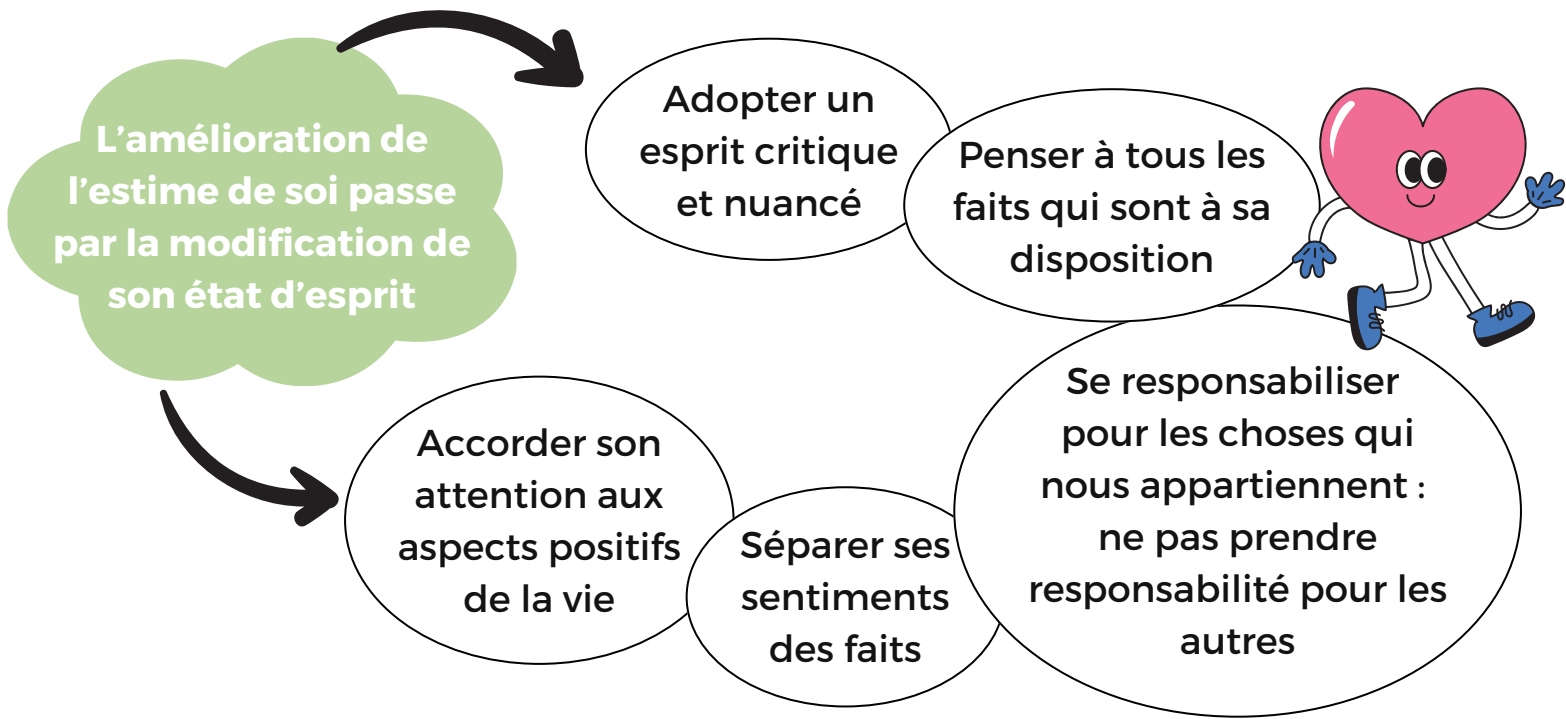 L’amélioration de
l’estime de soi passe
par la modification de
son état d’esprit
Adopter un
esprit critique
et nuancé
Penser à tous les
faits qui sont à sa
disposition
Se responsabiliser
pour les choses qui
nous appartiennent :
ne pas prendre
responsabilité pour les
autres
Séparer ses
sentiments
des faits
Accorder son
attention aux
aspects positifs
de la vie